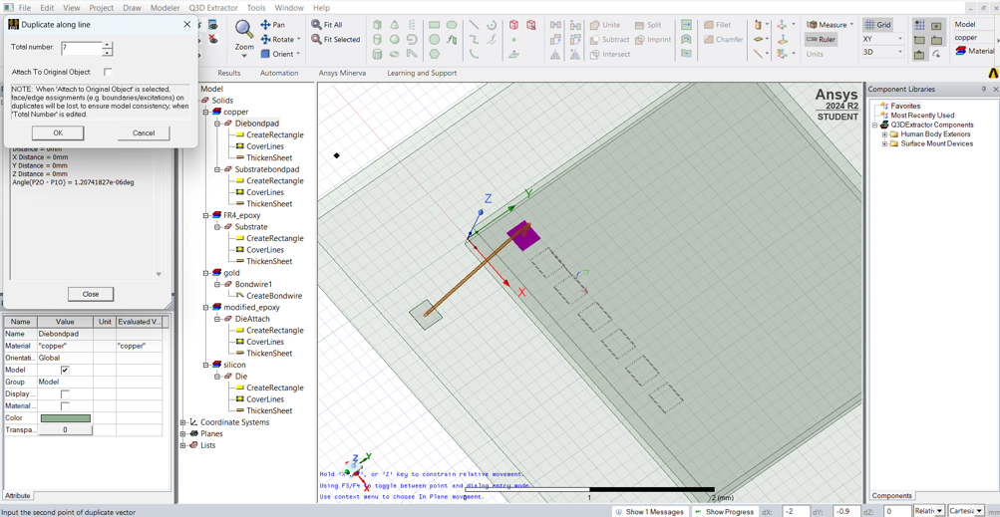 File Edit View Project Draw Modeler Q3D Extractor Tools Window Help
Duplicate along line
Total number: 7
Attach To Original Object:
NOTE: When 'Attach to Original Object' is selected,
face/edge assignments (e.g. boundaries/excitations) on
duplicates will be lost, to ensure model consistency, when
'Total Number' is edited.
OK Cancel
Zoom
Pan
Rotate
Orient
Fit All
Fit Selected
Unite
Subtract
Intersect
Split
Imprint
Fillet
Chamfer
Measure
Ruler
Units
Grid
XY
3D
Model
copper
Material
Results Automation Ansys Minerva Learning and Support
Distance = 0mm
X Distance = 0mm
Y Distance = 0mm
Z Distance = 0mm
Angle(P2O - P1O) = 1.20741827e-06deg
Close
Name Value Unit Evaluated V...
Name Diebondpad
Material "copper" "copper"
Orientati... Global
Model
Group Model
Display ...
Material ...
Color
Transpa... 0
Attribute
Model
Solids
copper
Diebondpad
CreateRectangle
CoverLines
ThickenSheet
Substratebondpad
CreateRectangle
CoverLines
ThickenSheet
FR4_epoxy
Substrate
CreateRectangle
CoverLines
ThickenSheet
gold
Bondwire1
CreateBondwire
modified_epoxy
DieAttach
CreateRectangle
CoverLines
ThickenSheet
silicon
Die
CreateRectangle
CoverLines
ThickenSheet
Coordinate Systems
Planes
Lists
Ansys
2024 R2
STUDENT
Z
Y
X
Z
Y
X
Using F3/F4 to toggle between point and dialog entry mode.
Use context menu to choose In Plane movement.
0 1 2 (mm)
Component Libraries
Favorites
Most Recently Used
Q3DExtractor Components
Human Body Exteriors
Surface Mount Devices
Components
Input the second point of duplicate vector
Show 1 Messages Show Progress dX: -2 dY: -0.9 dZ: 0 Relativ Cartesia mm